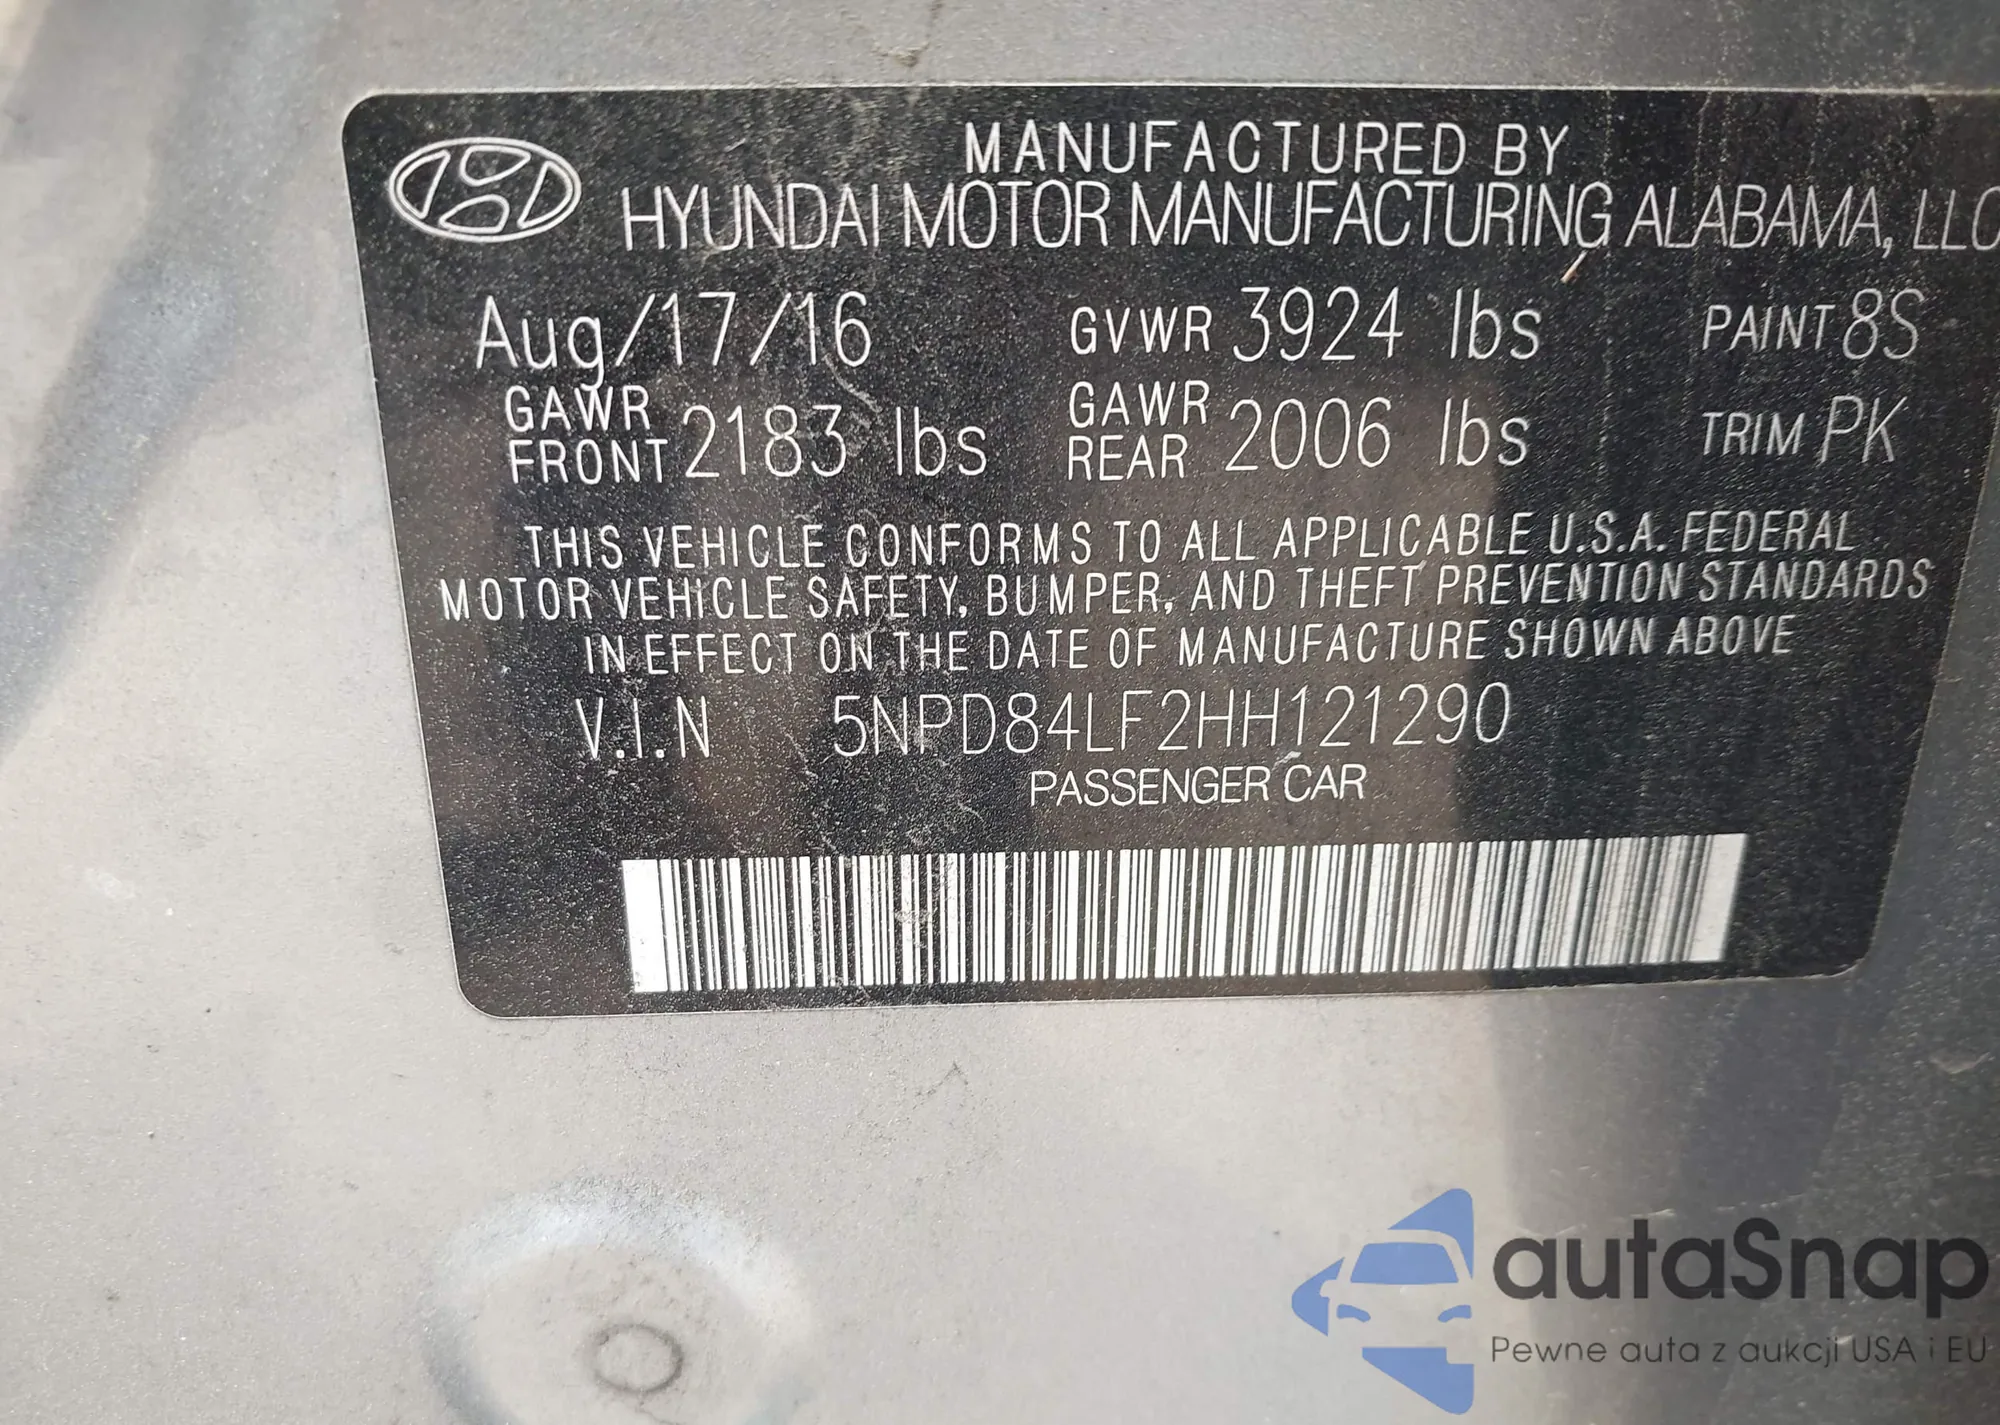 MANUFACTURED BY
HYUNDAI MOTOR MANUFACTURING ALABAMA, LLC
Aug/17/16 GVWR 3924 lbs PAINT 8S
GAWR FRONT 2183 lbs GAWR REAR 2006 lbs TRIM PK
THIS VEHICLE CONFORMS TO ALL APPLICABLE U.S.A. FEDERAL
MOTOR VEHICLE SAFETY, BUMPER, AND THEFT PREVENTION STANDARDS
IN EFFECT ON THE DATE OF MANUFACTURE SHOWN ABOVE
V.I.N 5NPD84LF2HH121290
PASSENGER CAR
autaSnap
Pewne auta z aukcji USA i EU